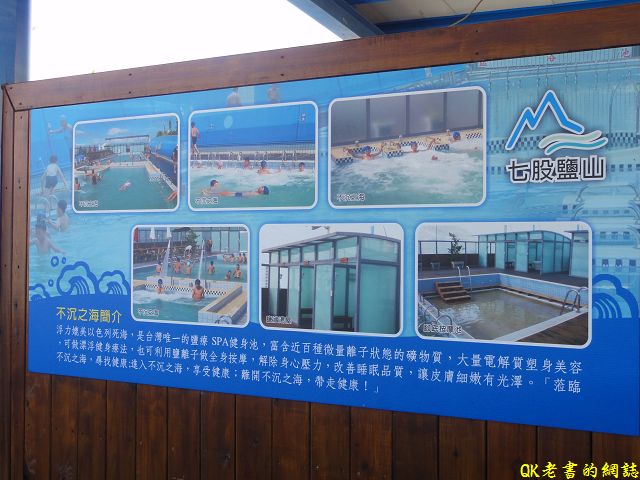 七股鹽山
不沉之海簡介
浮力媲美以色列死海，是台灣唯一的鹽療SPA健身池，富含近百種微量離子狀態的礦物質，大量電解質塑身美容
，可做漂浮健身療法，也可利用鹽離子做全身按摩，解除身心壓力，改善睡眠品質，讓皮膚細嫩有光澤。「蒞臨
不沉之海，尋找健康；進入不沉之海，享受健康；離開不沉之海，帶走健康！」
QK老書的網誌